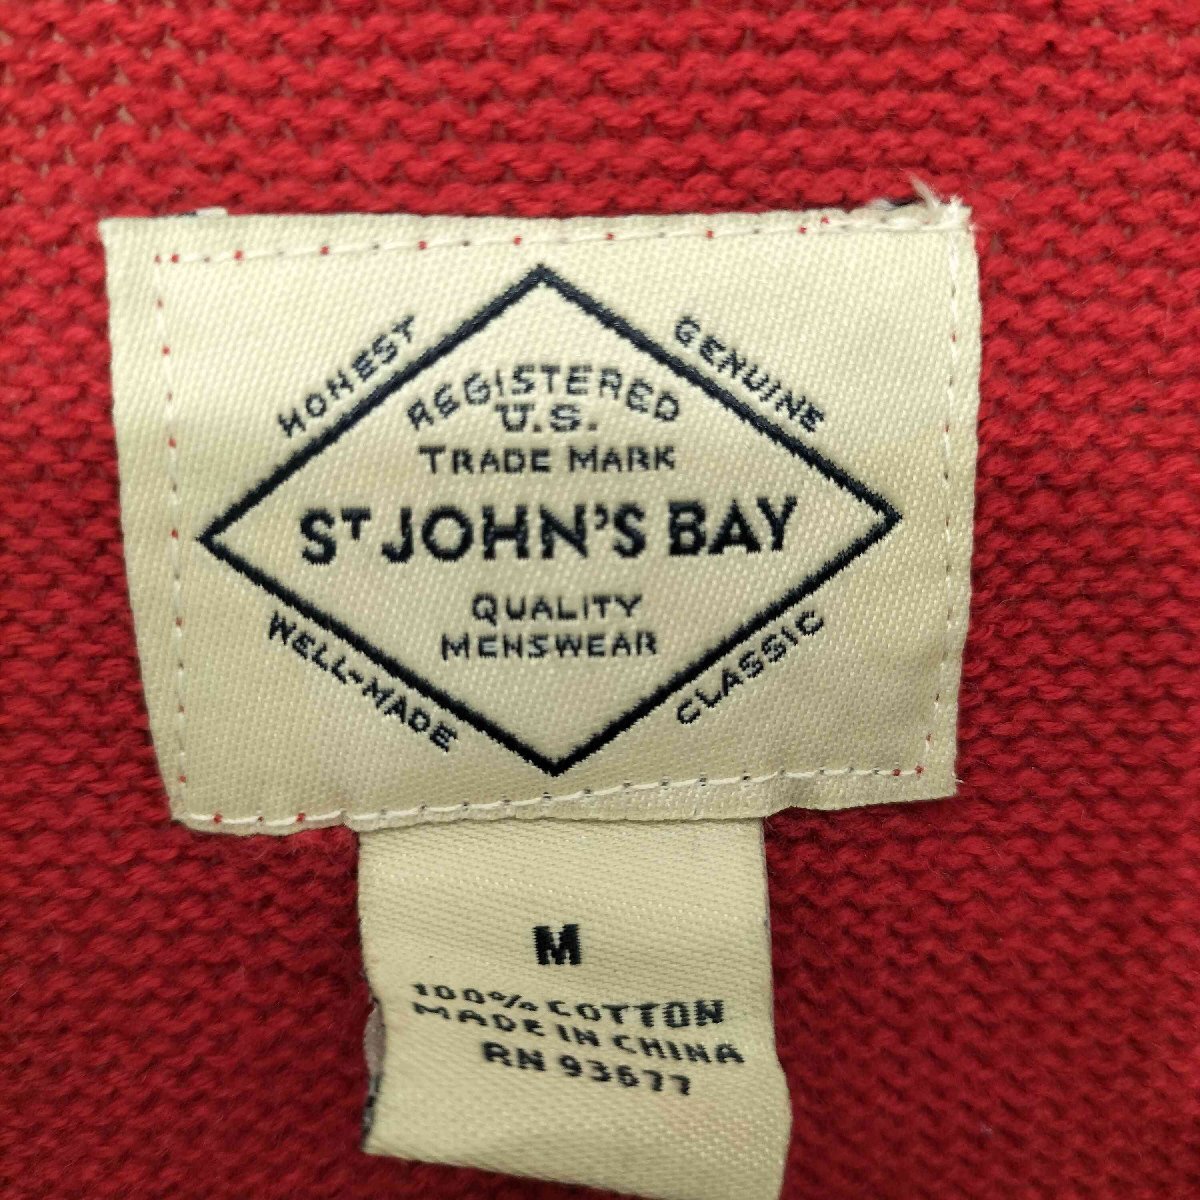 HONEST
GENUINE
REGISTERED
U.S.
TRADE MARK
ST JOHN'S BAY
QUALITY
MENSWEAR
WELL-MADE
CLASSIC
M
100% COTTON
MADE IN CHINA
RN 93677